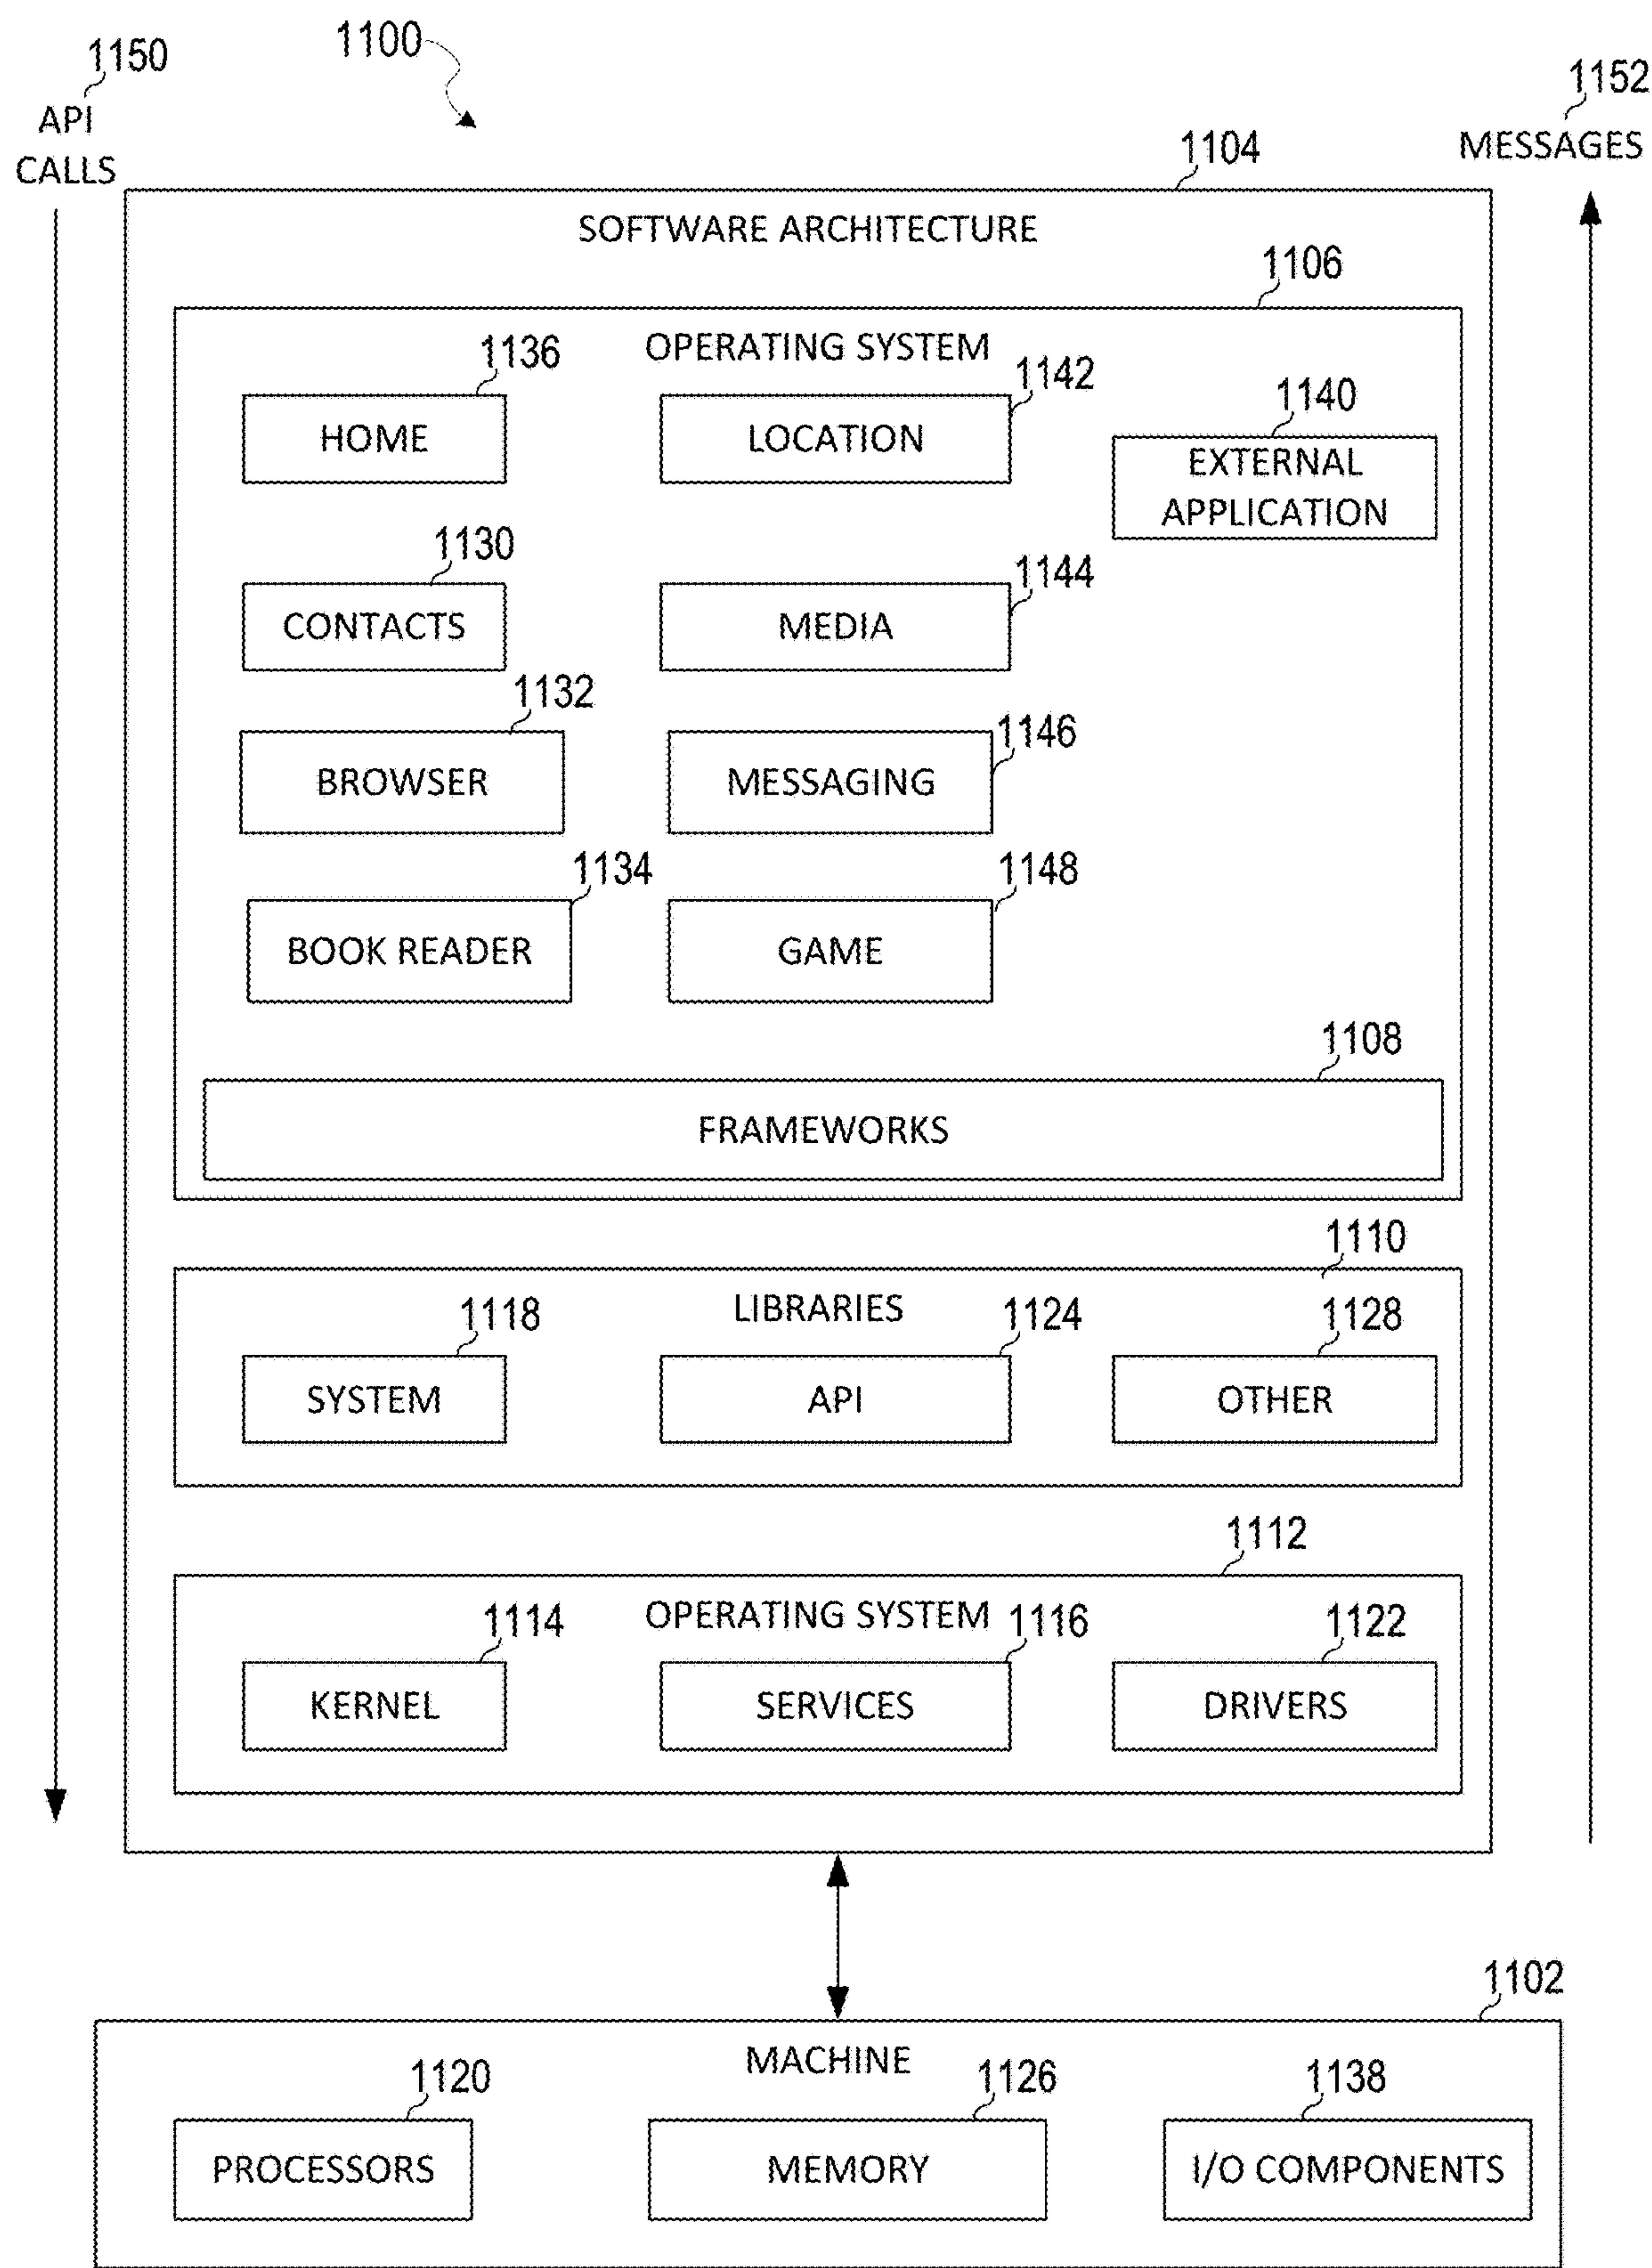 1150
1100
1152
API
CALLS
MESSAGES
1104
SOFTWARE ARCHITECTURE
1106
OPERATING SYSTEM
1136
1142
1140
HOME
LOCATION
EXTERNAL
APPLICATION
1130
1144
CONTACTS
MEDIA
1132
1146
BROWSER
MESSAGING
1134
1148
BOOK READER
GAME
1108
FRAMEWORKS
1110
LIBRARIES
1118
1124
1128
SYSTEM
API
OTHER
1112
OPERATING SYSTEM
1114
1116
1122
KERNEL
SERVICES
DRIVERS
1102
MACHINE
1120
1126
1138
PROCESSORS
MEMORY
I/O COMPONENTS